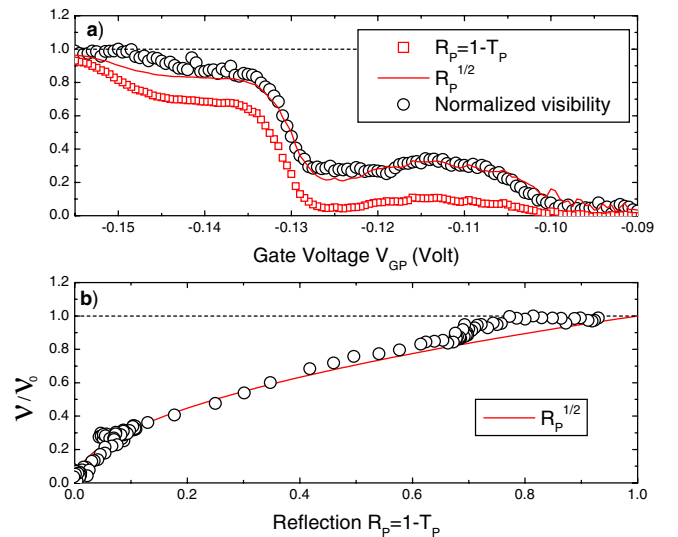 a)
1.2
1.0
0.8
0.6
0.4
0.2
0.0
R_P=1-T_P
R_P^1/2
Normalized visibility
-0.15 -0.14 -0.13 -0.12 -0.11 -0.10 -0.09
Gate Voltage V_GP (Volt)
b)
1.2
1.0
0.8
0.6
0.4
0.2
0.0
𝒱/𝒱_0
R_P^1/2
0.0 0.2 0.4 0.6 0.8 1.0
Reflection R_P=1-T_P